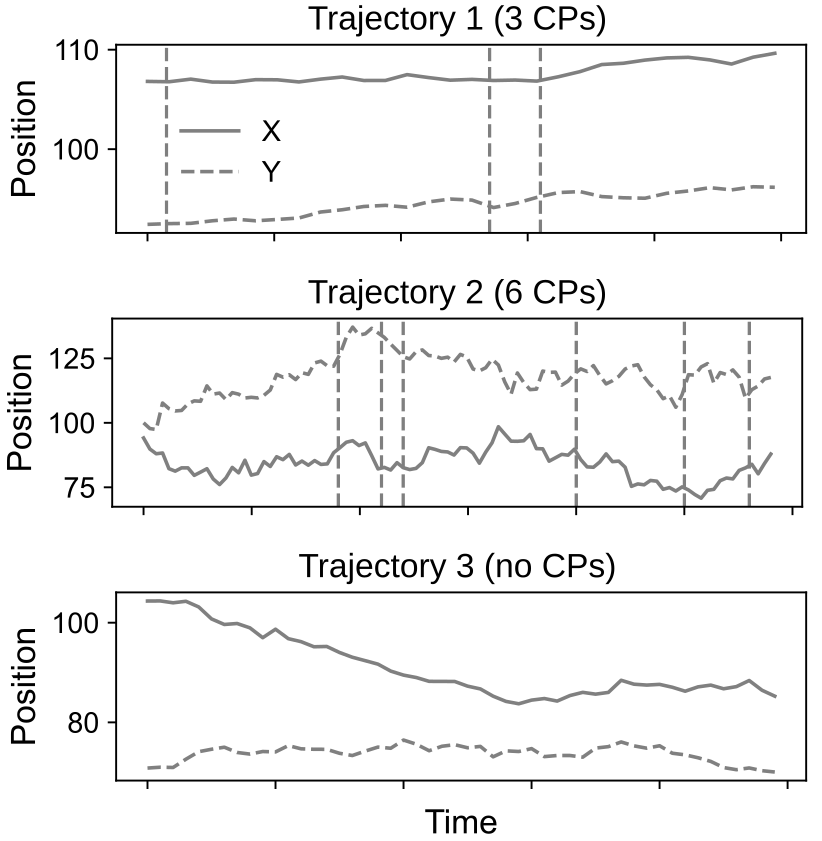 Trajectory 1 (3 CPs)
110
100
Position
X
Y
Trajectory 2 (6 CPs)
125
100
75
Position
Trajectory 3 (no CPs)
100
80
Position
Time